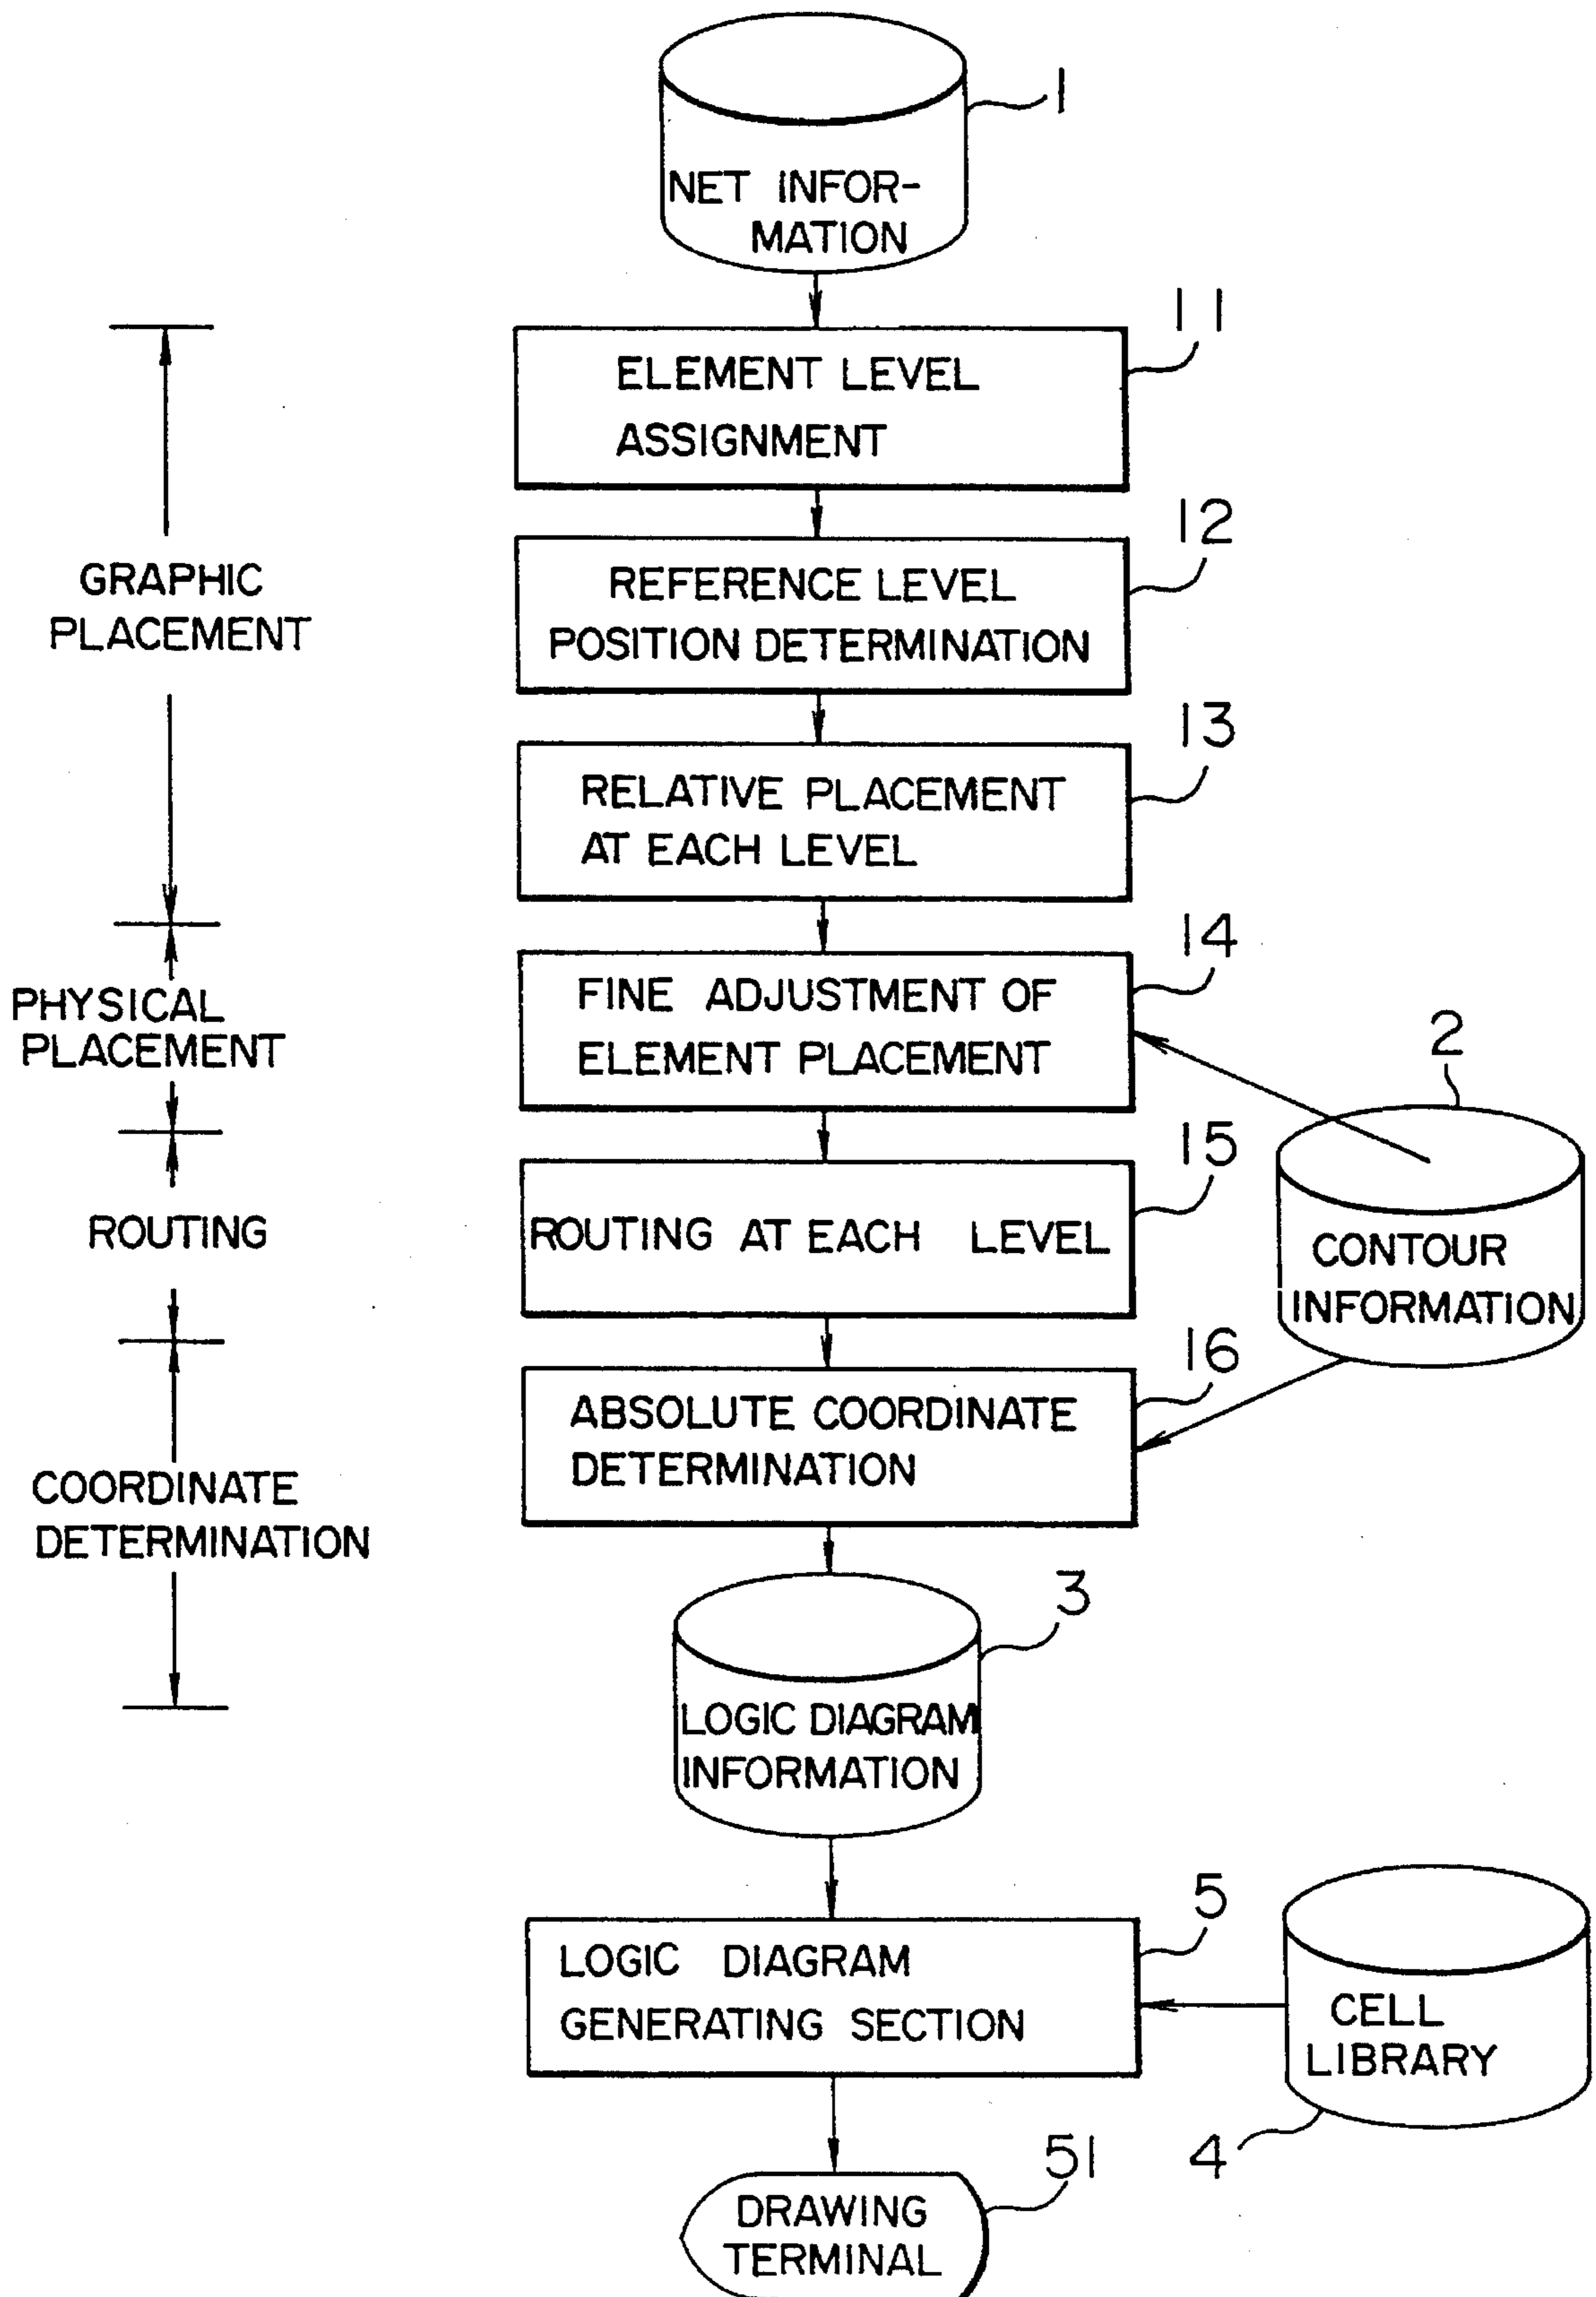 1
NET INFOR-
MATION
11
ELEMENT LEVEL
ASSIGNMENT
12
GRAPHIC
PLACEMENT
REFERENCE LEVEL
POSITION DETERMINATION
13
RELATIVE PLACEMENT
AT EACH LEVEL
14
PHYSICAL
PLACEMENT
FINE ADJUSTMENT OF
ELEMENT PLACEMENT
2
15
ROUTING
ROUTING AT EACH LEVEL
CONTOUR
INFORMATION
16
ABSOLUTE COORDINATE
DETERMINATION
COORDINATE
DETERMINATION
3
LOGIC DIAGRAM
INFORMATION
5
LOGIC DIAGRAM
GENERATING SECTION
CELL
LIBRARY
4
51
DRAWING
TERMINAL